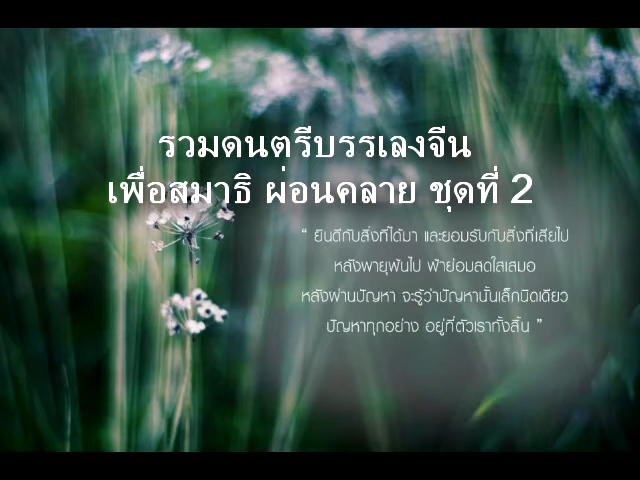 รวมดนตรีบรรเลงจีน
เพื่อสมาธิ ผ่อนคลาย ชุดที่ 2
“ ยินดีกับสิ่งที่ได้มา และยอมรับกับสิ่งที่เสียไป
หลังพายุพ้นไป ฟ้าย่อมสดใสเสมอ
หลังผ่านปัญหา จะรู้ว่าปัญหานั้นเล็กนิดเดียว
ปัญหาทุกอย่าง อยู่ที่ตัวเราทั้งสิ้น ”